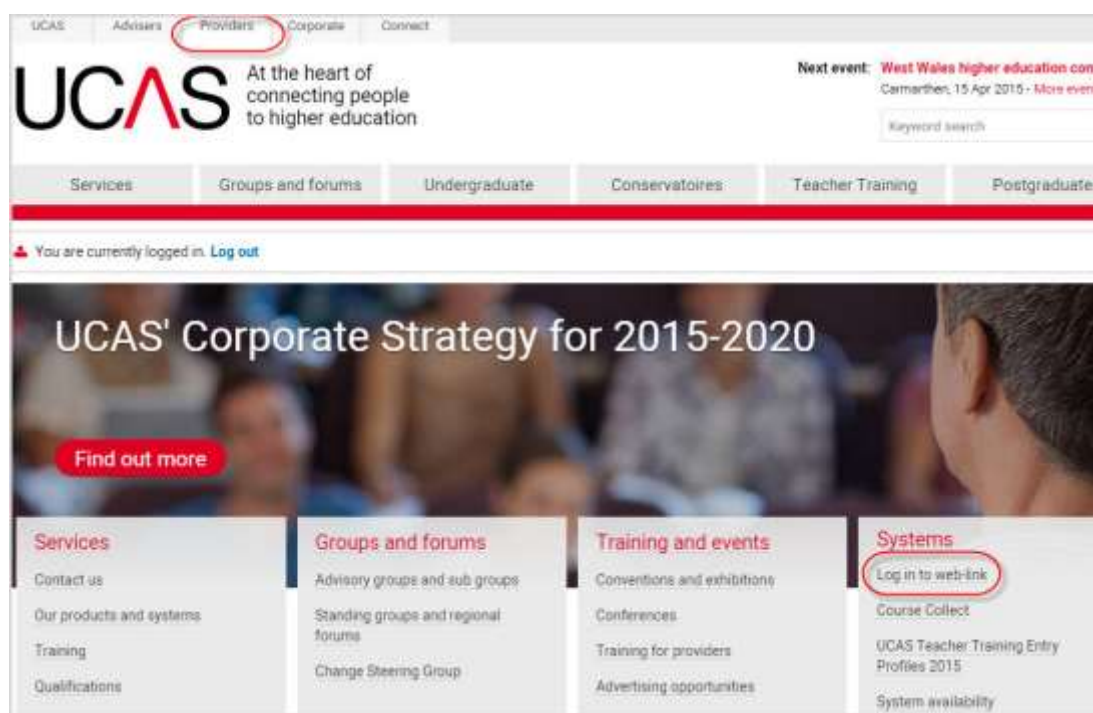 UCAS Advisers Providers Corporate Connect
UCAS
At the heart of
connecting people
to higher education
Next event: West Wales higher education con
Carmarthen, 15 Apr 2015 - More even
Keyword search
Services Groups and forums Undergraduate Conservatoires Teacher Training Postgraduate
You are currently logged in. Log out
UCAS' Corporate Strategy for 2015-2020
Find out more
Services
Contact us
Our products and systems
Training
Qualifications
Groups and forums
Advisory groups and sub groups
Standing groups and regional
forums
Change Steering Group
Training and events
Conventions and exhibitions
Conferences
Training for providers
Advertising opportunities
Systems
Log in to web-link
Course Collect
UCAS Teacher Training Entry
Profiles 2015
System availability